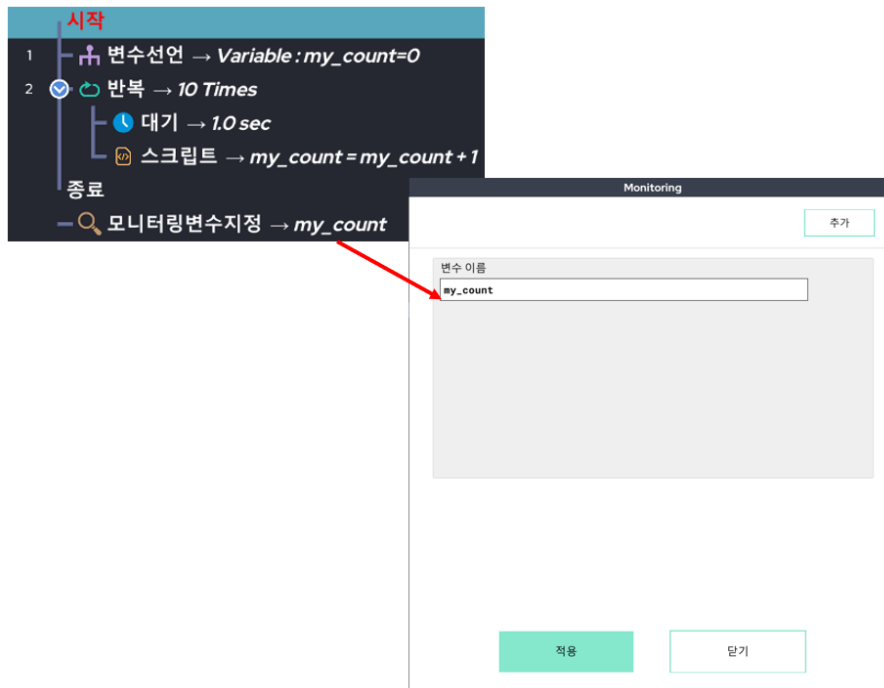 시작
1 변수선언 → Variable : my_count=0
2 반복 → 10 Times
대기 → 1.0 sec
스크립트 → my_count = my_count + 1
종료
모니터링변수지정 → my_count
Monitoring
추가
변수 이름
my_count
적용 닫기